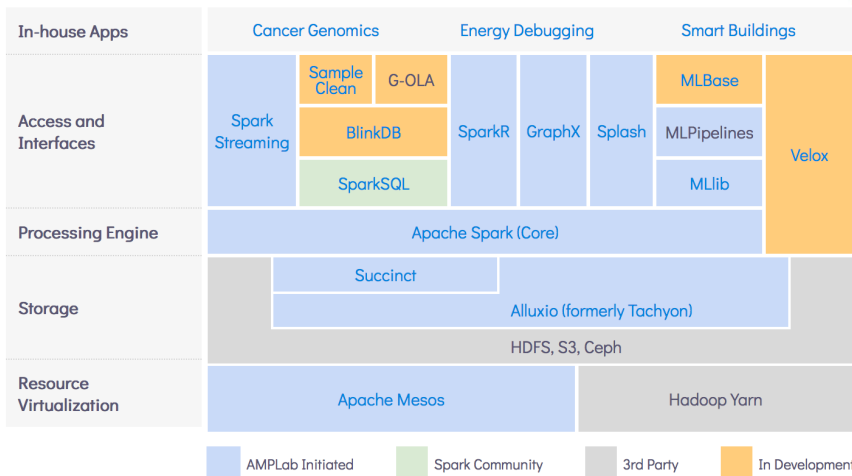 In-house Apps
Cancer Genomics
Energy Debugging
Smart Buildings
Access and
Interfaces
Spark
Streaming
Sample
Clean
G-OLA
BlinkDB
SparkSQL
SparkR
GraphX
Splash
MLBase
MLPipelines
MLlib
Velox
Processing Engine
Apache Spark (Core)
Storage
Succinct
Alluxio (formerly Tachyon)
HDFS, S3, Ceph
Resource
Virtualization
Apache Mesos
Hadoop Yarn
AMPLab Initiated
Spark Community
3rd Party
In Development